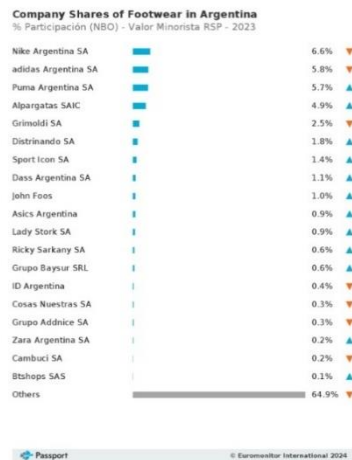 Company Shares of Footwear in Argentina
% Participación (NBO) - Valor Minorista RSP - 2023
Nike Argentina SA 6.6%
adidas Argentina SA 5.8%
Puma Argentina SA 5.7%
Alpargatas SAIC 4.9%
Grimoldi SA 2.5%
Distrinando SA 1.8%
Sport Icon SA 1.4%
Dass Argentina SA 1.1%
John Foos 1.0%
Asics Argentina 0.9%
Lady Stork SA 0.9%
Ricky Sarkany SA 0.6%
Grupo Baysur SRL 0.6%
ID Argentina 0.4%
Cosas Nuestras SA 0.3%
Grupo Addnice SA 0.3%
Zara Argentina SA 0.2%
Cambuci SA 0.2%
Btshops SAS 0.1%
Others 64.9%
Passport © Euromonitor International 2024